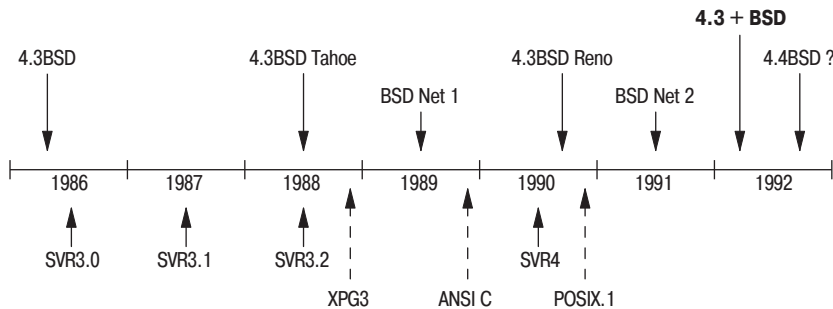 4.3 + BSD
4.3BSD
4.3BSD Tahoe
4.3BSD Reno
4.4BSD ?
BSD Net 1
BSD Net 2
1986
1987
1988
1989
1990
1991
1992
SVR3.0
SVR3.1
SVR3.2
SVR4
XPG3
ANSI C
POSIX.1